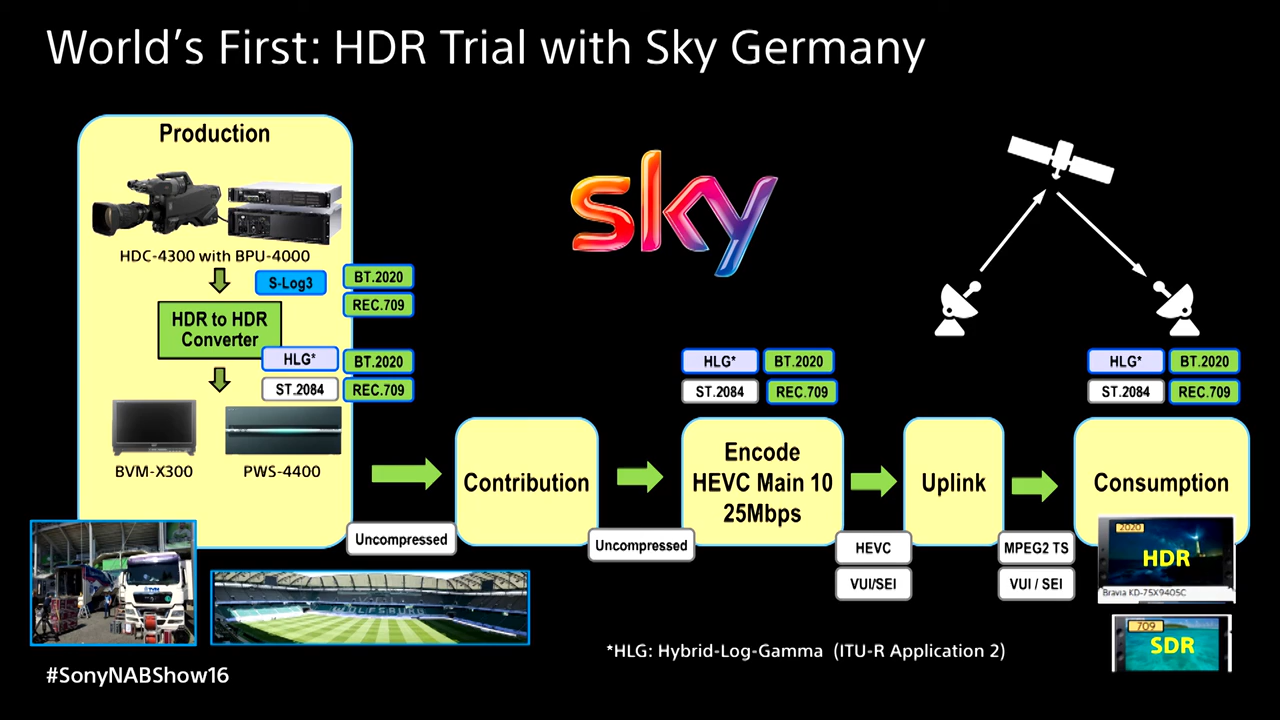 World's First: HDR Trial with Sky Germany
Production
HDC-4300 with BPU-4000
S-Log3
BT.2020
REC.709
HDR to HDR
Converter
HLG*
BT.2020
ST.2084
REC.709
BVM-X300
PWS-4400
sky
Contribution
HLG*
BT.2020
ST.2084
REC.709
Encode
HEVC Main 10
25Mbps
Uplink
HLG*
BT.2020
ST.2084
REC.709
Consumption
Uncompressed
Uncompressed
HEVC
VUI/SEI
MPEG2 TS
VUI / SEI
2020
HDR
Bravia KD-75X9405C
709
SDR
WOLFSBURG
*HLG: Hybrid-Log-Gamma (ITU-R Application 2)
#SonyNABShow16